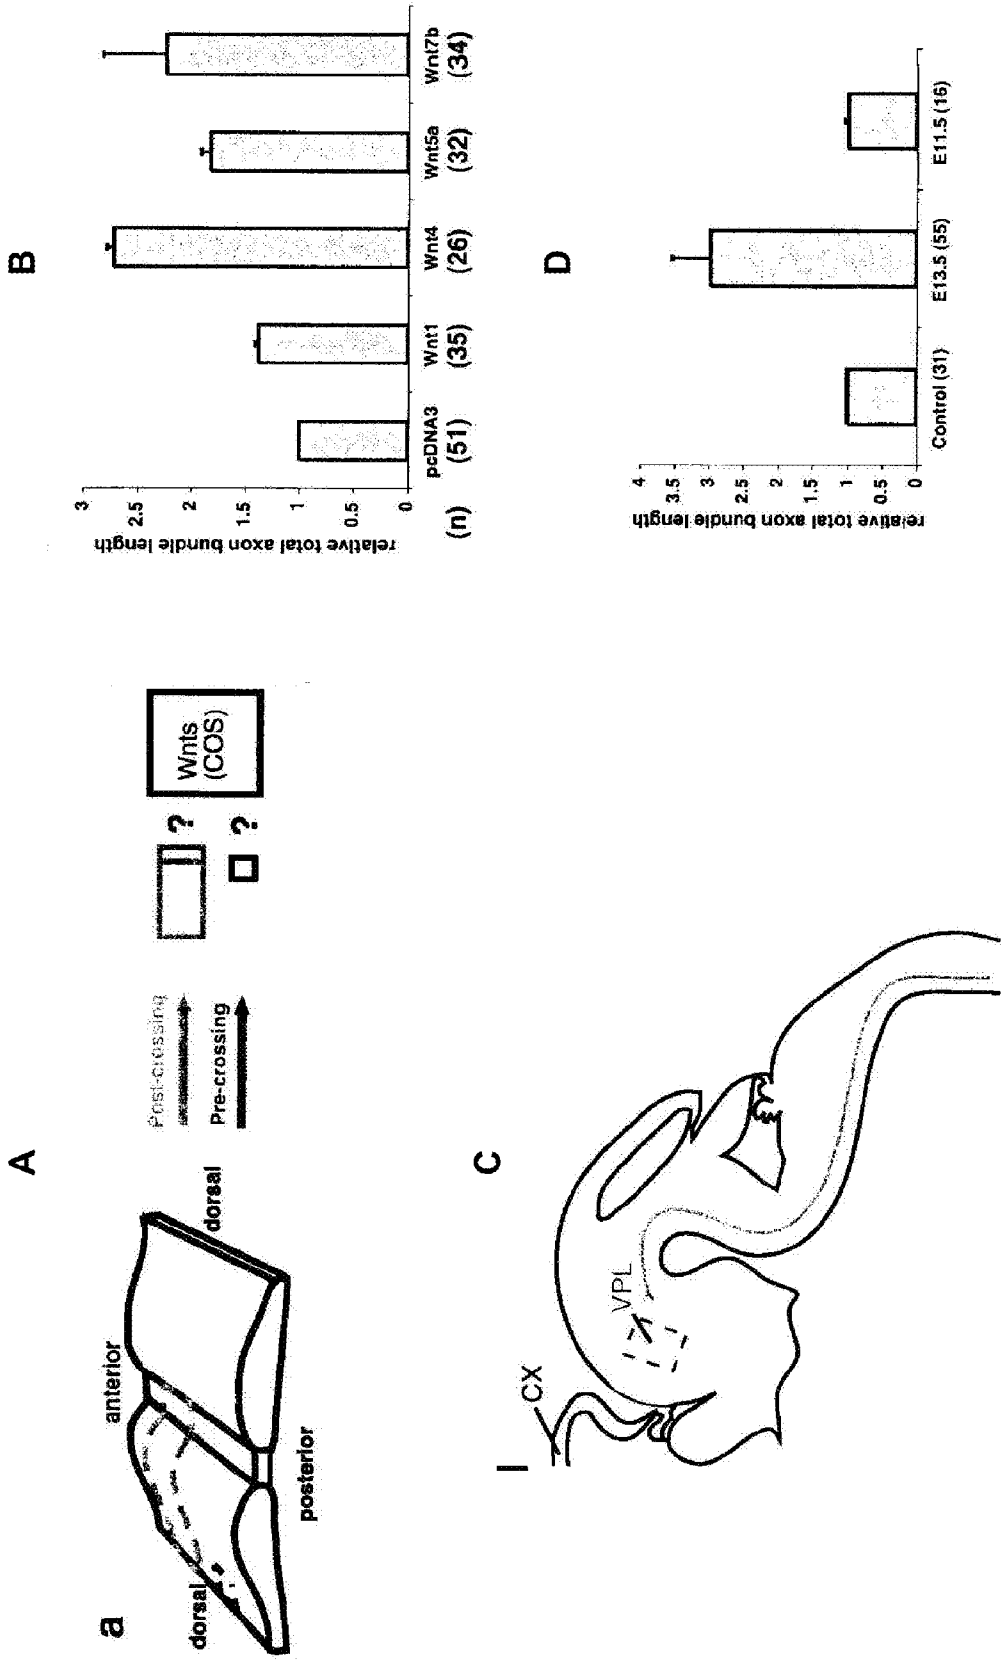 A
a
anterior
dorsal
dorsal
posterior
Post-crossing
Pre-crossing
?
?
Wnts
(COS)
B
relative total axon bundle length
3
2.5
2
1.5
1
0.5
0
pcDNA3 Wnt1 Wnt4 Wnt5a Wnt7b
(n) (51) (35) (26) (32) (34)
C
I
CX
VPL
D
relative total axon bundle length
4
3.5
3
2.5
2
1.5
1
0.5
0
Control (31) E13.5 (55) E11.5 (16)